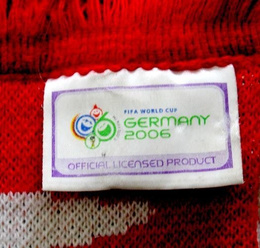 FIFA WORLD CUP
GERMANY
2006
OFFICIAL LICENSED PRODUCT